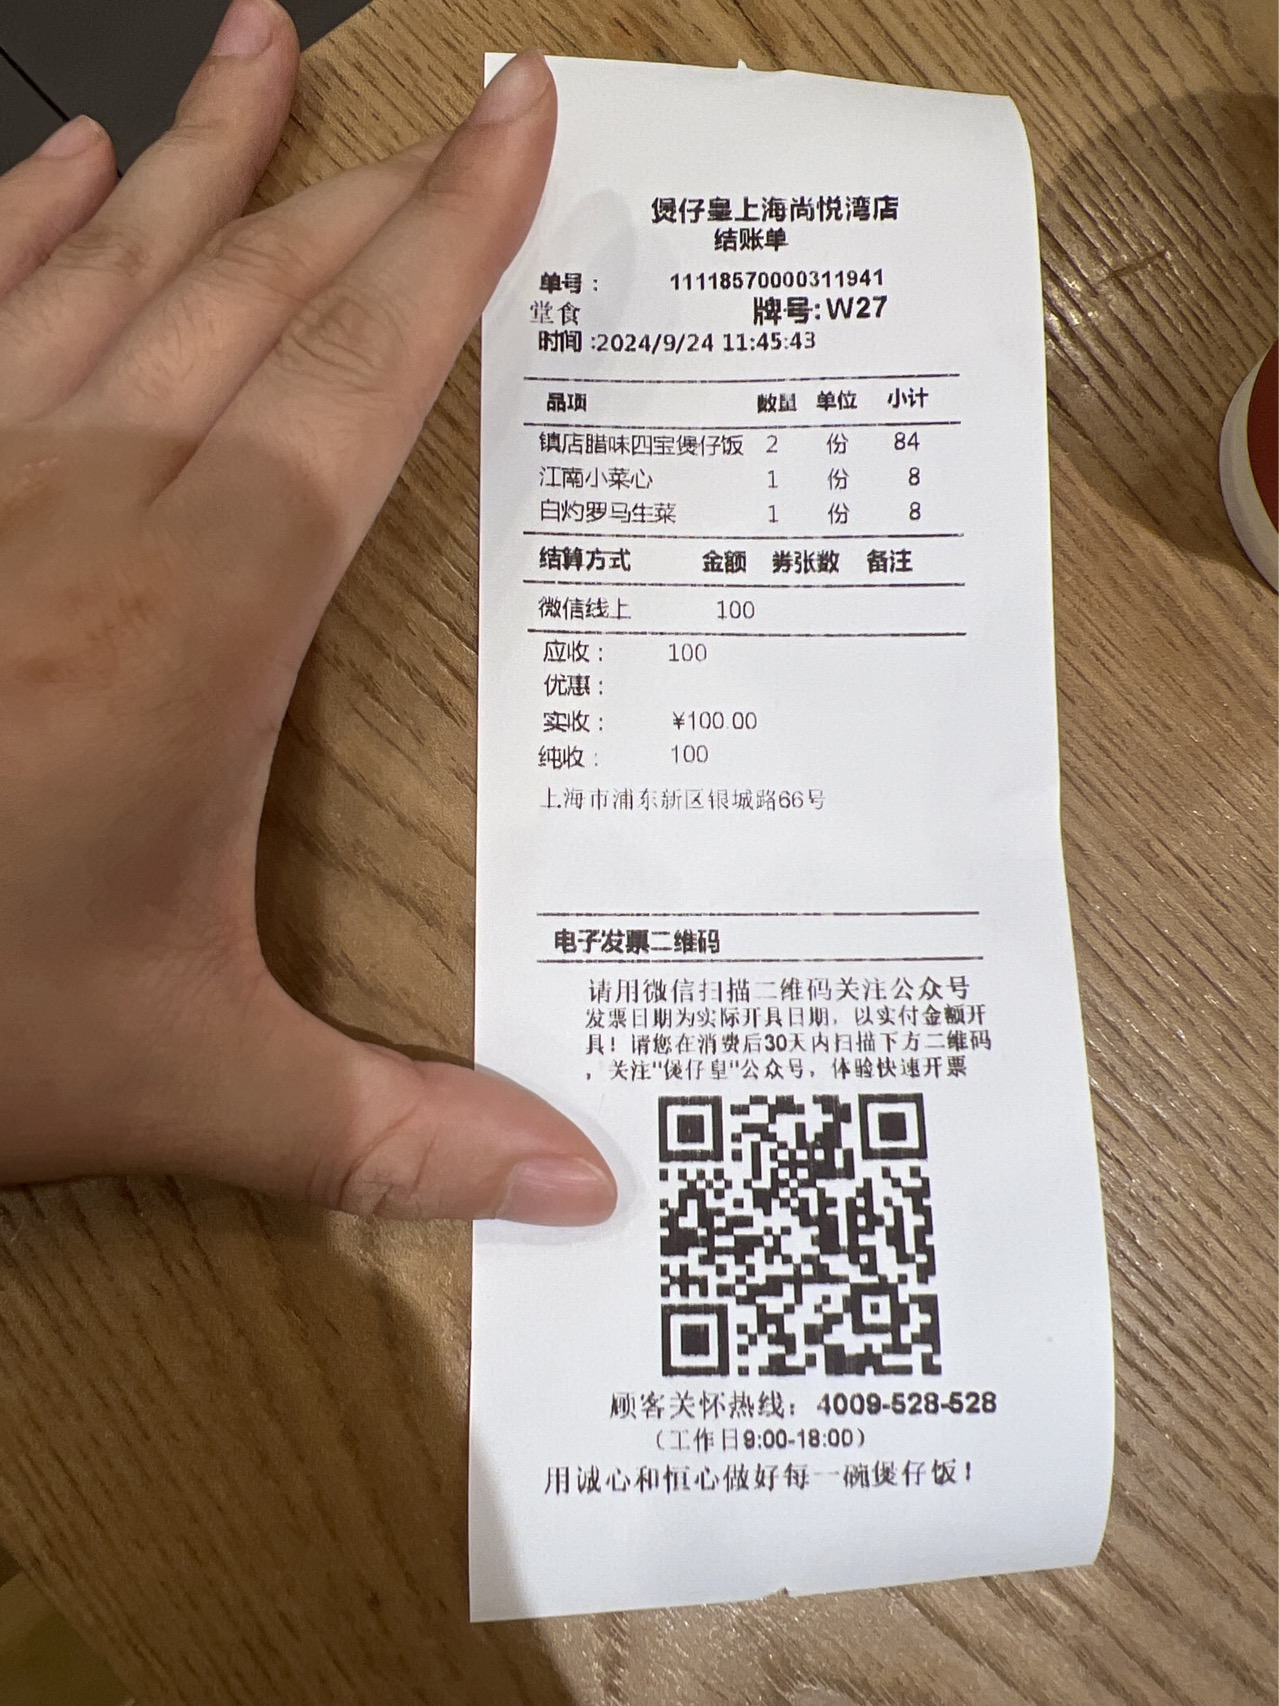 煲仔皇上海尚悦湾店
结账单
单号： 11118570000311941
堂食 牌号:W27
时间:2024/9/24 11:45:43
品项 数量 单位 小计
镇店腊味四宝煲仔饭 2 份 84
江南小菜心 1 份 8
白灼罗马生菜 1 份 8
结算方式 金额 券张数 备注
微信线上 100
应收： 100
优惠：
实收： ¥100.00
纯收： 100
上海市浦东新区银城路66号
电子发票二维码
请用微信扫描二维码关注公众号
发票日期为实际开具日期，以实付金额开
具！请您在消费后30天内扫描下方二维码
，关注"煲仔皇"公众号，体验快速开票
顾客关怀热线：4009-528-528
（工作日9:00-18:00）
用诚心和恒心做好每一碗煲仔饭！